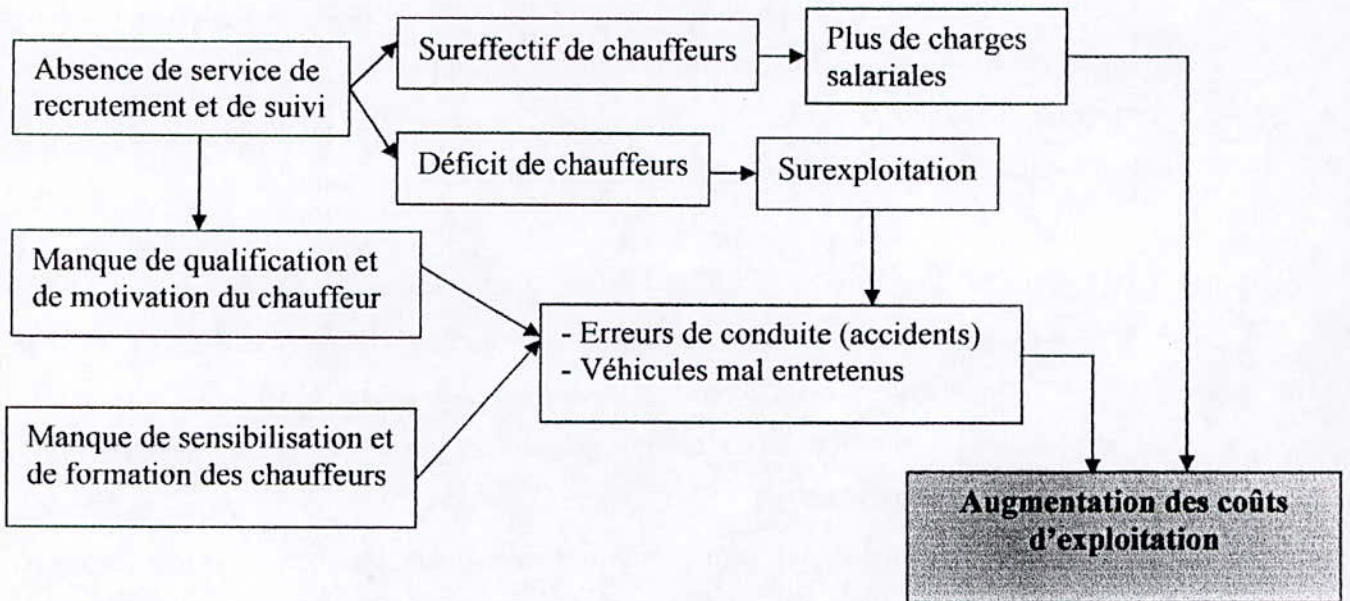 Absence de service de
recrutement et de suivi
Sureffectif de chauffeurs
Plus de charges
salariales
Déficit de chauffeurs
Surexploitation
Manque de qualification et
de motivation du chauffeur
- Erreurs de conduite (accidents)
- Véhicules mal entretenus
Manque de sensibilisation et
de formation des chauffeurs
Augmentation des coûts
d'exploitation